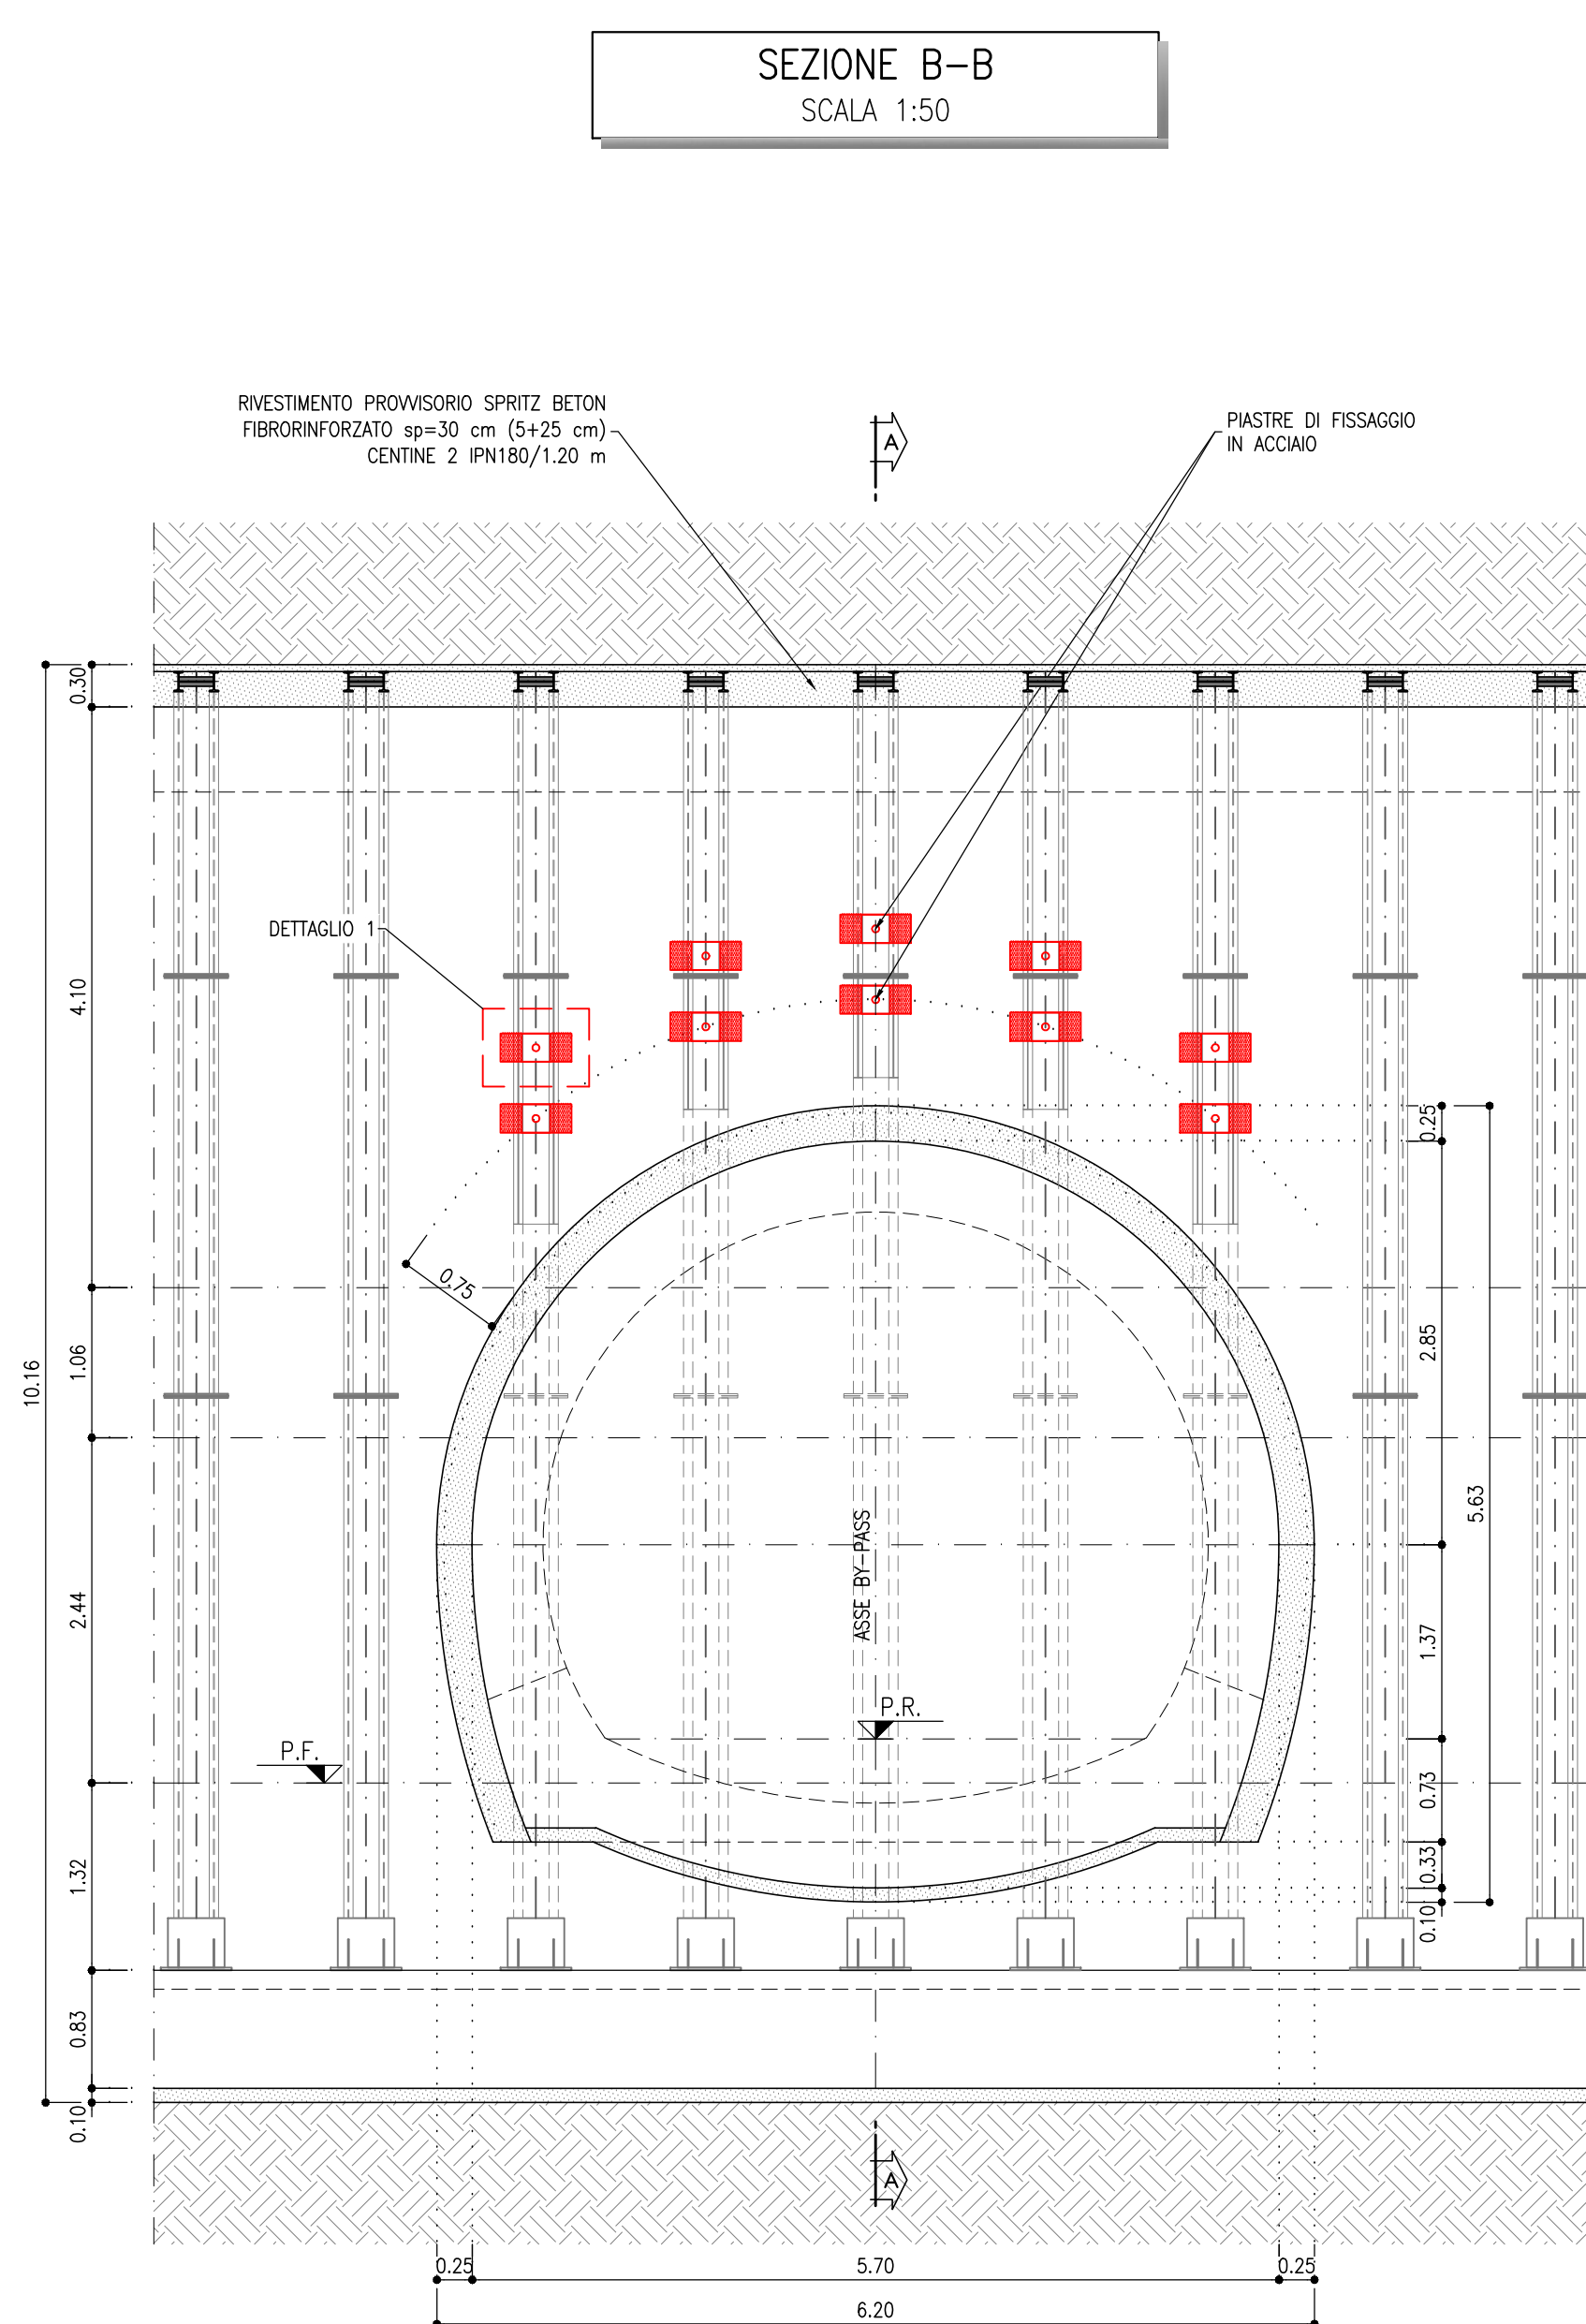 SEZIONE B-B
SCALA 1:50
RIVESTIMENTO PROVVISORIO SPRITZ BETON
FIBRORINFORZATO sp=30 cm (5+25 cm)
CENTINE 2 IPN180/1.20 m
A
PIASTRE DI FISSAGGIO
IN ACCIAIO
DETTAGLIO 1
0.30
4.10
1.06
10.16
2.44
1.32
0.83
0.10
0.75
0.25
2.85
5.63
1.37
0.73
0.33
0.10
ASSE BY-PASS
P.R.
P.F.
A
0.25
5.70
0.25
6.20